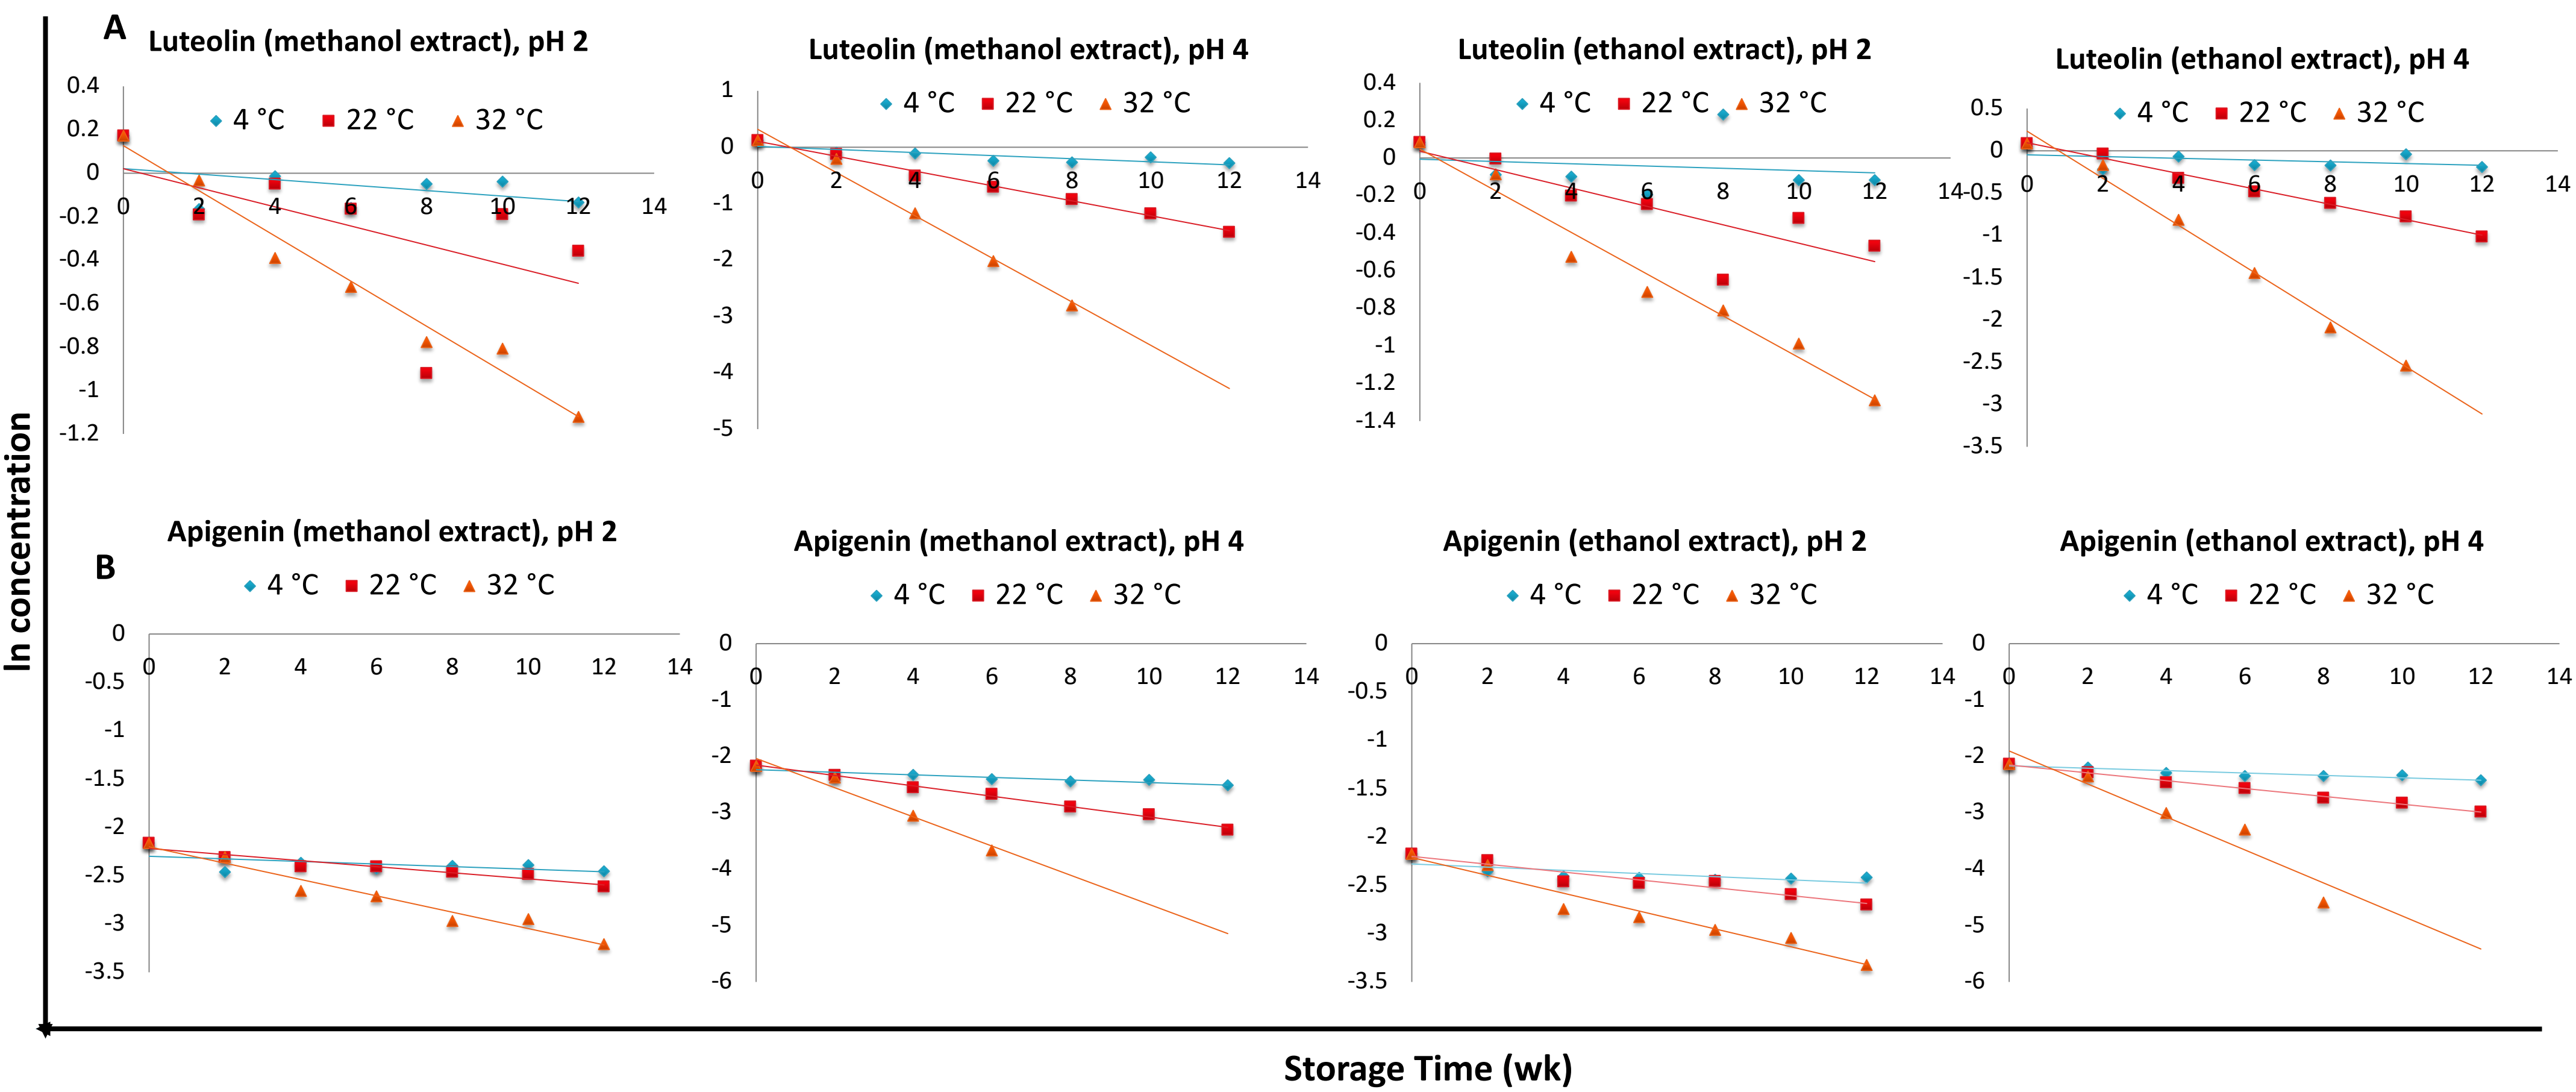 A
Luteolin (methanol extract), pH 2
4 °C 22 °C 32 °C
0.4
0.2
0
-0.2
-0.4
-0.6
-0.8
-1
-1.2
0 2 4 6 8 10 12 14
Luteolin (methanol extract), pH 4
4 °C 22 °C 32 °C
1
0
-1
-2
-3
-4
-5
0 2 4 6 8 10 12 14
Luteolin (ethanol extract), pH 2
4 °C 22 °C 32 °C
0.4
0.2
0
-0.2
-0.4
-0.6
-0.8
-1
-1.2
-1.4
0 2 4 6 8 10 12 14
Luteolin (ethanol extract), pH 4
4 °C 22 °C 32 °C
0.5
0
-0.5
-1
-1.5
-2
-2.5
-3
-3.5
0 2 4 6 8 10 12 14
B
Apigenin (methanol extract), pH 2
4 °C 22 °C 32 °C
0
-0.5
-1
-1.5
-2
-2.5
-3
-3.5
0 2 4 6 8 10 12 14
Apigenin (methanol extract), pH 4
4 °C 22 °C 32 °C
0
-1
-2
-3
-4
-5
-6
0 2 4 6 8 10 12 14
Apigenin (ethanol extract), pH 2
4 °C 22 °C 32 °C
0
-0.5
-1
-1.5
-2
-2.5
-3
-3.5
0 2 4 6 8 10 12 14
Apigenin (ethanol extract), pH 4
4 °C 22 °C 32 °C
0
-1
-2
-3
-4
-5
-6
0 2 4 6 8 10 12 14
ln concentration
Storage Time (wk)